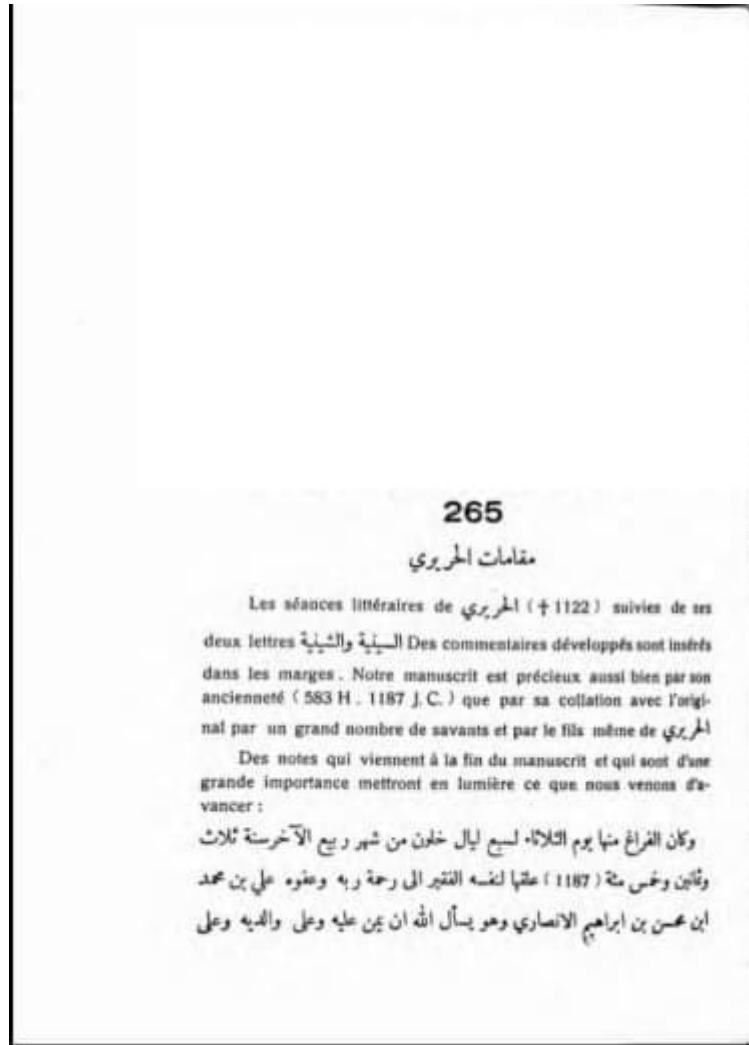 265
مقامات الحريري
Les séances littéraires de الحريري ( † 1122 ) suivies de ses
deux lettres السينية والشينية Des commentaires développés sont insérés
dans les marges . Notre manuscrit est précieux aussi bien par son
ancienneté ( 583 H . 1187 J. C. ) que par sa collation avec l'origi-
nal par un grand nombre de savants et par le fils même de الحريري
Des notes qui viennent à la fin du manuscrit et qui sont d'une
grande importance mettront en lumière ce que nous venons d'a-
vancer :
وكان الفراغ منها يوم الثلاثاء لسبع ليال خلون من شهر ربيع الآخر سنة ثلاث
وثمانين وخمس مئة ( 1187 ) علقها لنفسه الفقير الى رحمة ربه وعفوه علي بن محمد
ابن محسن بن ابراهيم الانصاري وهو يسأل الله ان يمن عليه وعلى والديه وعلى